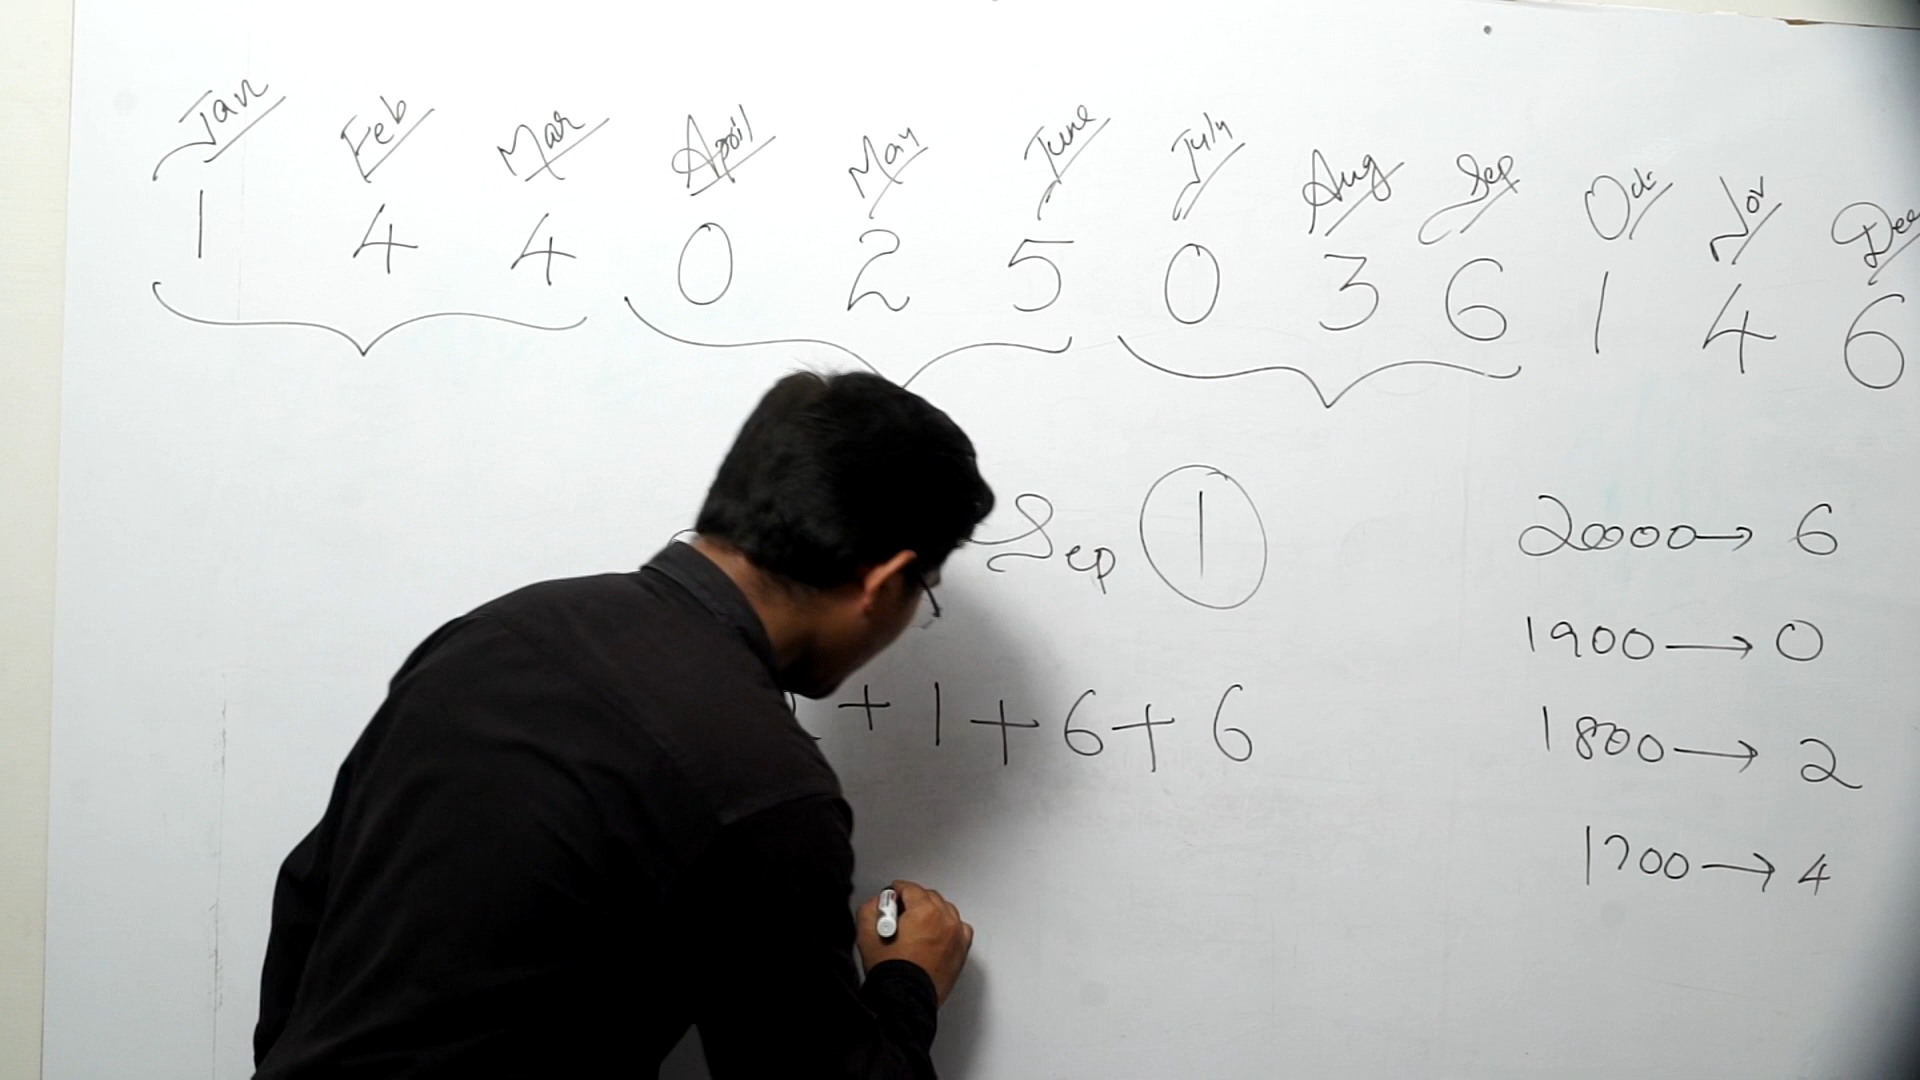 Jan Feb Mar April May June July Aug Sep Oct Nov Dec
1 4 4 0 2 5 0 3 6 1 4 6
Sep 1
2000 → 6
1900 → 0
+ 1 + 6 + 6
1800 → 2
1700 → 4